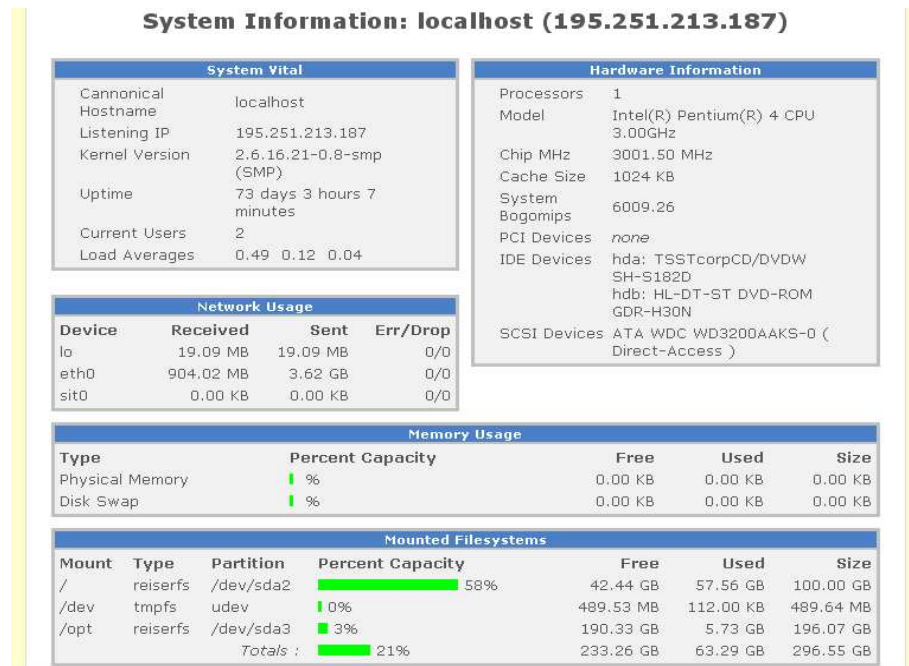 System Information: localhost (195.251.213.187)
System Vital
Cannonical
Hostname
localhost
Listening IP 195.251.213.187
Kernel Version 2.6.16.21-0.8-smp
(SMP)
Uptime 73 days 3 hours 7
minutes
Current Users 2
Load Averages 0.49 0.12 0.04
Network Usage
Device Received Sent Err/Drop
lo 19.09 MB 19.09 MB 0/0
eth0 904.02 MB 3.62 GB 0/0
sit0 0.00 KB 0.00 KB 0/0
Hardware Information
Processors 1
Model Intel(R) Pentium(R) 4 CPU
3.00GHz
Chip MHz 3001.50 MHz
Cache Size 1024 KB
System
Bogomips
6009.26
PCI Devices none
IDE Devices hda: TSSTcorpCD/DVDW
SH-S182D
hdb: HL-DT-ST DVD-ROM
GDR-H30N
SCSI Devices ATA WDC WD3200AAKS-0 (
Direct-Access )
Memory Usage
Type Percent Capacity Free Used Size
Physical Memory % 0.00 KB 0.00 KB 0.00 KB
Disk Swap % 0.00 KB 0.00 KB 0.00 KB
Mounted Filesystems
Mount Type Partition Percent Capacity Free Used Size
/ reiserfs /dev/sda2 58% 42.44 GB 57.56 GB 100.00 GB
/dev tmpfs udev 0% 489.53 MB 112.00 KB 489.64 MB
/opt reiserfs /dev/sda3 3% 190.33 GB 5.73 GB 196.07 GB
Totals : 21% 233.26 GB 63.29 GB 296.55 GB